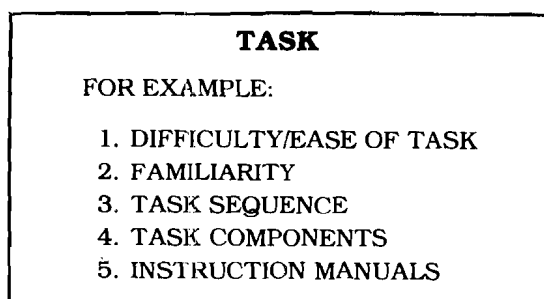 TASK
FOR EXAMPLE:
1. DIFFICULTY/EASE OF TASK
2. FAMILIARITY
3. TASK SEQUENCE
4. TASK COMPONENTS
5. INSTRUCTION MANUALS